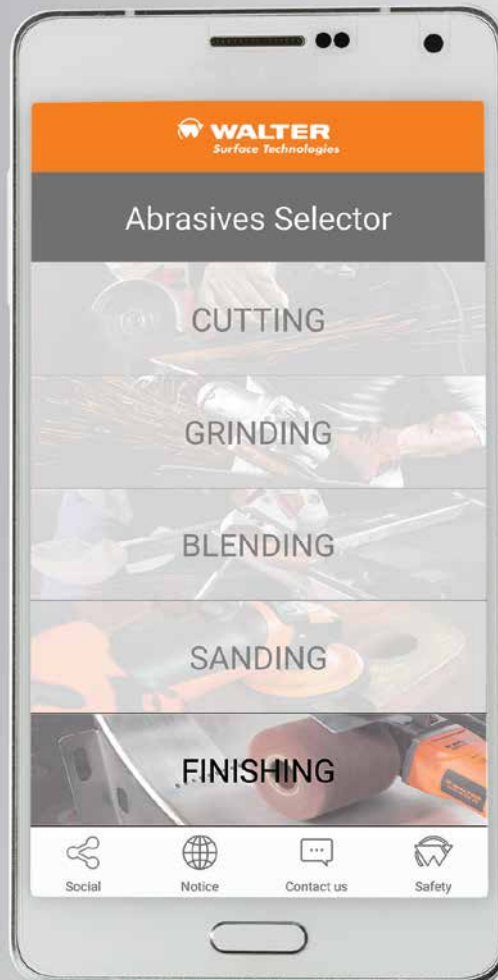 WALTER
Surface Technologies
Abrasives Selector
CUTTING
GRINDING
BLENDING
SANDING
FINISHING
Social
Notice
Contact us
Safety